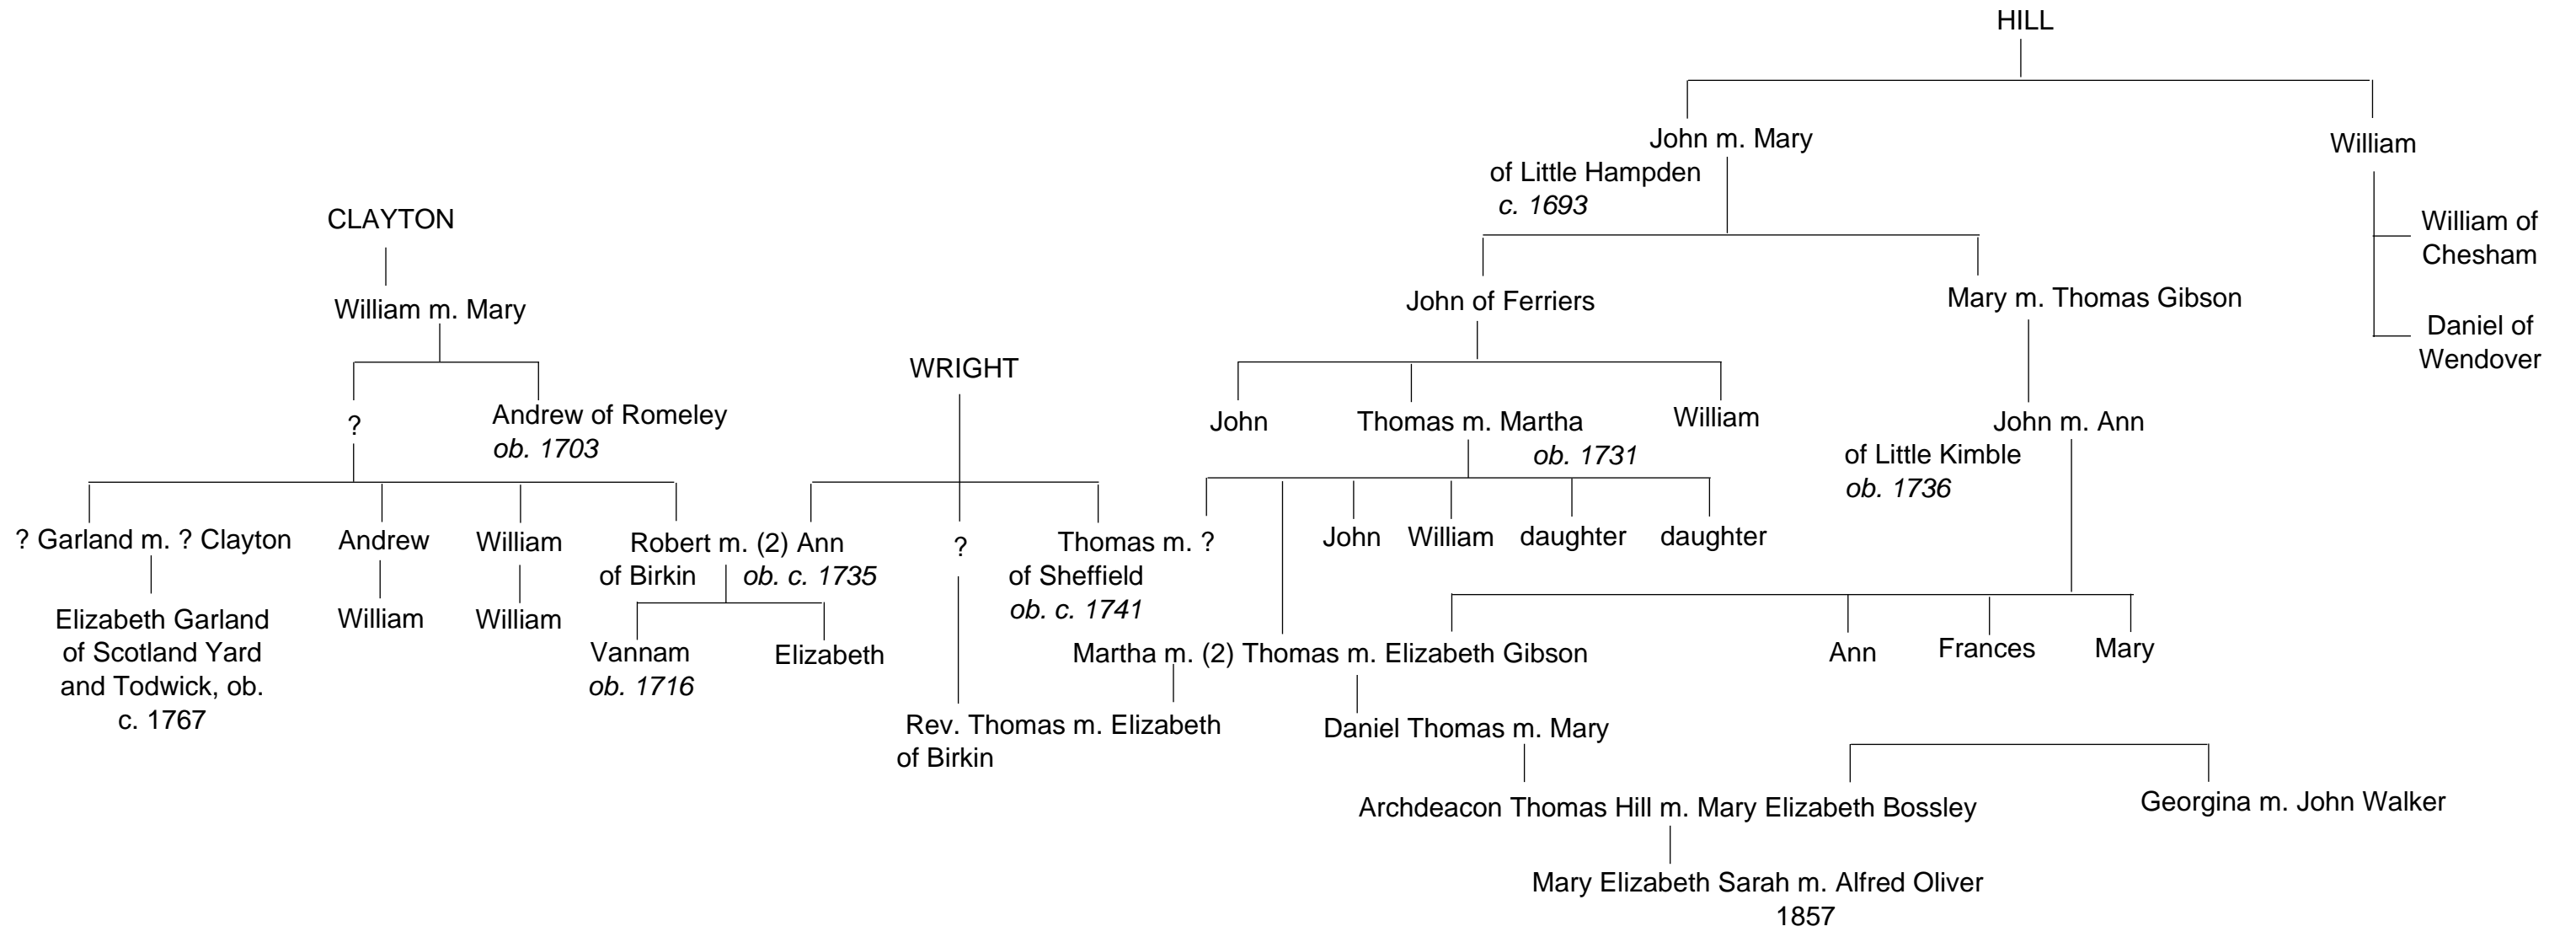 HILL
John m. Mary
of Little Hampden
c. 1693
William
William of
Chesham
Daniel of
Wendover
CLAYTON
William m. Mary
John of Ferriers
Mary m. Thomas Gibson
WRIGHT
?
Andrew of Romeley
ob. 1703
John
Thomas m. Martha
ob. 1731
William
John m. Ann
of Little Kimble
ob. 1736
? Garland m. ? Clayton
Andrew
William
Robert m. (2) Ann
of Birkin
ob. c. 1735
?
Thomas m. ?
of Sheffield
ob. c. 1741
John
William
daughter
daughter
Elizabeth Garland
of Scotland Yard
and Todwick, ob.
c. 1767
William
William
Vannam
ob. 1716
Elizabeth
Martha m. (2) Thomas m. Elizabeth Gibson
Ann
Frances
Mary
Rev. Thomas m. Elizabeth
of Birkin
Daniel Thomas m. Mary
Archdeacon Thomas Hill m. Mary Elizabeth Bossley
Georgina m. John Walker
Mary Elizabeth Sarah m. Alfred Oliver
1857